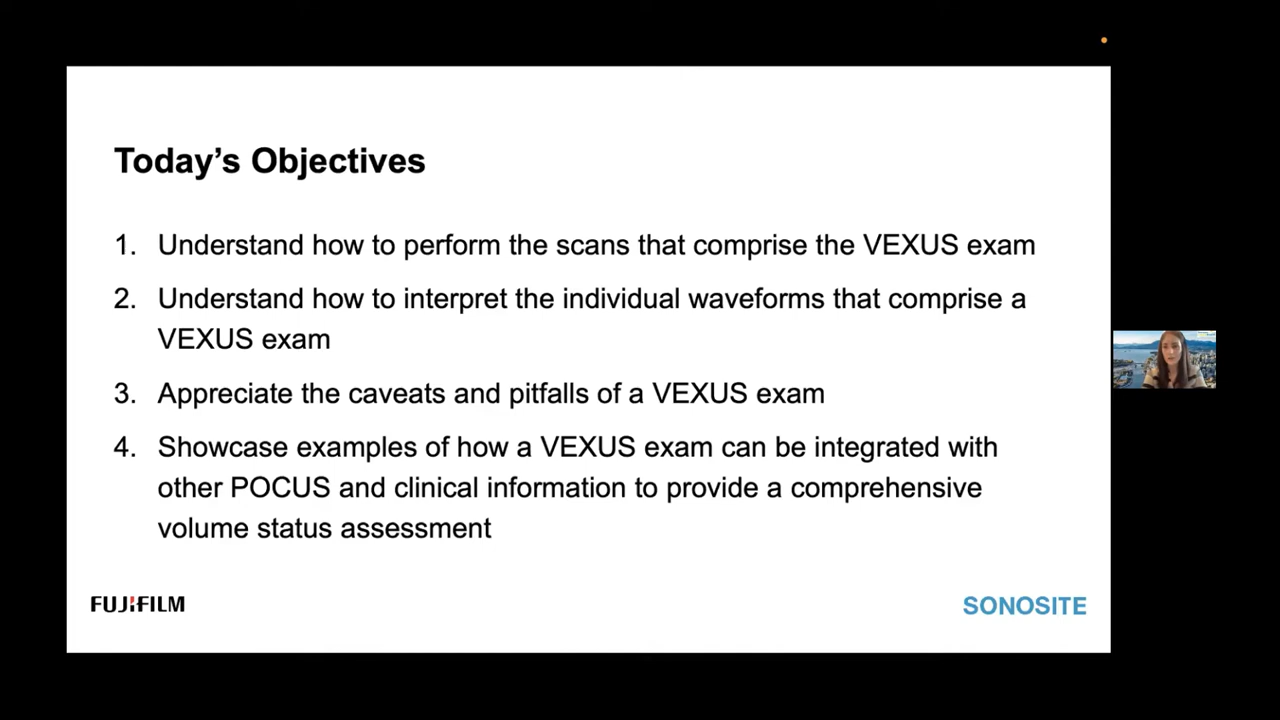 Today's Objectives
1. Understand how to perform the scans that comprise the VEXUS exam
2. Understand how to interpret the individual waveforms that comprise a
VEXUS exam
3. Appreciate the caveats and pitfalls of a VEXUS exam
4. Showcase examples of how a VEXUS exam can be integrated with
other POCUS and clinical information to provide a comprehensive
volume status assessment
FUJIFILM
SONOSITE